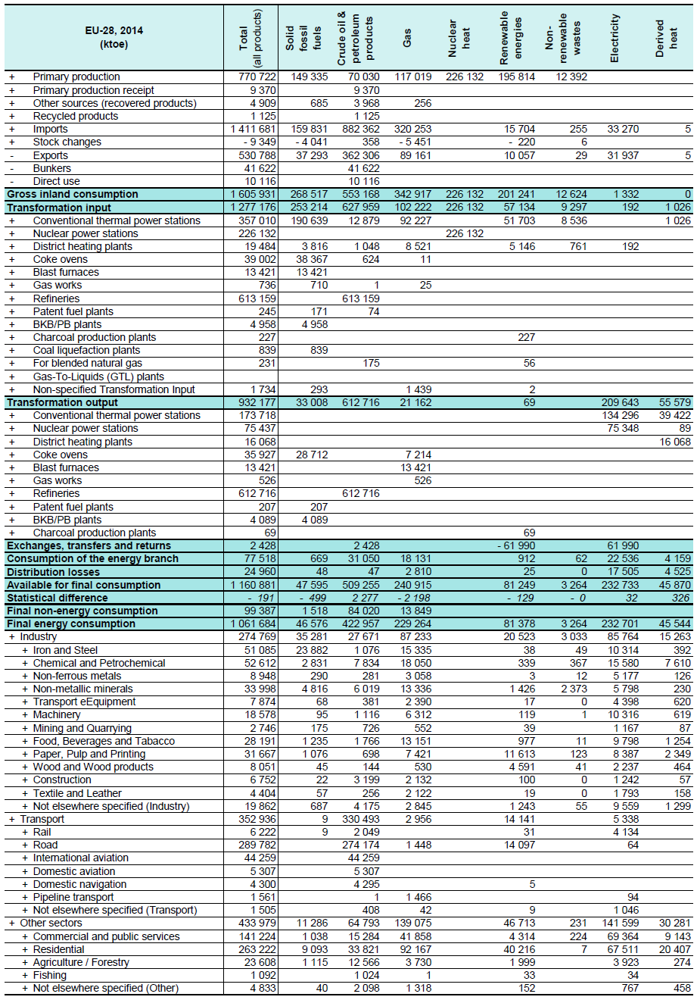 EU-28, 2014 (ktoe) Total (all products) Solid fossil fuels Crude oil & petroleum products Gas Nuclear heat Renewable energies Non-renewable wastes Electricity Derived heat
+ Primary production 770 722 149 335 70 030 117 019 226 132 195 814 12 392
+ Primary production receipt 9 370 9 370
+ Other sources (recovered products) 4 909 685 3 968 256
+ Recycled products 1 125 1 125
+ Imports 1 411 681 159 831 882 362 320 253 15 704 255 33 270 5
+ Stock changes - 9 349 - 4 041 358 - 5 451 - 220 6
- Exports 530 788 37 293 362 306 89 161 10 057 29 31 937 5
- Bunkers 41 622 41 622
- Direct use 10 116 10 116
Gross inland consumption 1 605 931 268 517 553 168 342 917 226 132 201 241 12 624 1 332 0
Transformation input 1 277 176 253 214 627 959 102 222 226 132 57 134 9 297 192 1 026
+ Conventional thermal power stations 357 010 190 639 12 879 92 227 51 703 8 536 1 026
+ Nuclear power stations 226 132 226 132
+ District heating plants 19 484 3 816 1 048 8 521 5 146 761 192
+ Coke ovens 39 002 38 367 624 11
+ Blast furnaces 13 421 13 421
+ Gas works 736 710 1 25
+ Refineries 613 159 613 159
+ Patent fuel plants 245 171 74
+ BKB/PB plants 4 958 4 958
+ Charcoal production plants 227 227
+ Coal liquefaction plants 839 839
+ For blended natural gas 231 175 56
+ Gas-To-Liquids (GTL) plants
+ Non-specified Transformation Input 1 734 293 1 439 2
Transformation output 932 177 33 008 612 716 21 162 69 209 643 55 579
+ Conventional thermal power stations 173 718 134 296 39 422
+ Nuclear power stations 75 437 75 348 89
+ District heating plants 16 068 16 068
+ Coke ovens 35 927 28 712 7 214
+ Blast furnaces 13 421 13 421
+ Gas works 526 526
+ Refineries 612 716 612 716
+ Patent fuel plants 207 207
+ BKB/PB plants 4 089 4 089
+ Charcoal production plants 69 69
Exchanges, transfers and returns 2 428 2 428 - 61 990 61 990
Consumption of the energy branch 77 518 669 31 050 18 131 912 62 22 536 4 159
Distribution losses 24 960 48 47 2 810 25 0 17 505 4 525
Available for final consumption 1 160 881 47 595 509 255 240 915 81 249 3 264 232 733 45 870
Statistical difference - 191 - 499 2 277 - 2 198 - 129 - 0 32 326
Final non-energy consumption 99 387 1 518 84 020 13 849
Final energy consumption 1 061 684 46 576 422 957 229 264 81 378 3 264 232 701 45 544
+ Industry 274 769 35 281 27 671 87 233 20 523 3 033 85 764 15 263
+ Iron and Steel 51 085 23 882 1 076 15 335 38 49 10 314 392
+ Chemical and Petrochemical 52 612 2 831 7 834 18 050 339 367 15 580 7 610
+ Non-ferrous metals 8 948 290 281 3 058 3 12 5 177 126
+ Non-metallic minerals 33 998 4 816 6 019 13 336 1 426 2 373 5 798 230
+ Transport eEquipment 7 874 68 381 2 390 17 0 4 398 620
+ Machinery 18 578 95 1 116 6 312 119 1 10 316 619
+ Mining and Quarrying 2 746 175 726 552 39 1 167 87
+ Food, Beverages and Tabacco 28 191 1 235 1 766 13 151 977 11 9 798 1 254
+ Paper, Pulp and Printing 31 667 1 076 698 7 421 11 613 123 8 387 2 349
+ Wood and Wood products 8 051 45 144 530 4 591 41 2 237 464
+ Construction 6 752 22 3 199 2 132 100 0 1 242 57
+ Textile and Leather 4 404 57 256 2 122 19 0 1 793 158
+ Not elsewhere specified (Industry) 19 862 687 4 175 2 845 1 243 55 9 559 1 299
+ Transport 352 936 9 330 493 2 956 14 141 5 338
+ Rail 6 222 9 2 049 31 4 134
+ Road 289 782 274 174 1 448 14 097 64
+ International aviation 44 259 44 259
+ Domestic aviation 5 307 5 307
+ Domestic navigation 4 300 4 295 5
+ Pipeline transport 1 561 1 1 466 94
+ Not elsewhere specified (Transport) 1 505 408 42 9 1 046
+ Other sectors 433 979 11 286 64 793 139 075 46 713 231 141 599 30 281
+ Commercial and public services 141 224 1 038 15 284 41 858 4 314 224 69 364 9 143
+ Residential 263 222 9 093 33 821 92 167 40 216 7 67 511 20 407
+ Agriculture / Forestry 23 608 1 115 12 566 3 730 1 999 3 923 274
+ Fishing 1 092 1 024 1 33 34
+ Not elsewhere specified (Other) 4 833 40 2 098 1 318 152 767 458